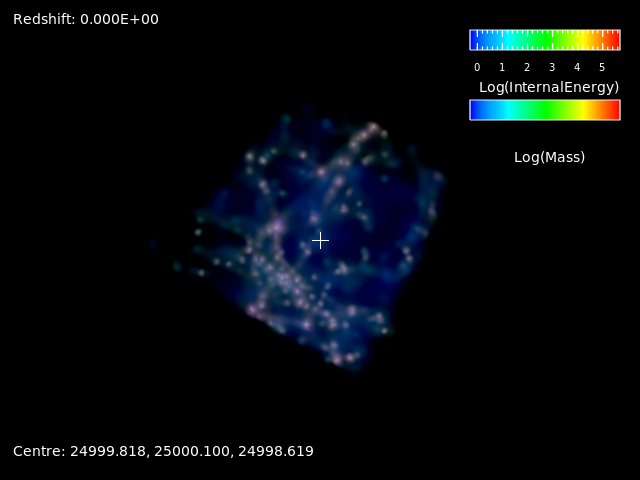 Redshift: 0.000E+00
0 1 2 3 4 5
Log(InternalEnergy)
Log(Mass)
Centre: 24999.818, 25000.100, 24998.619